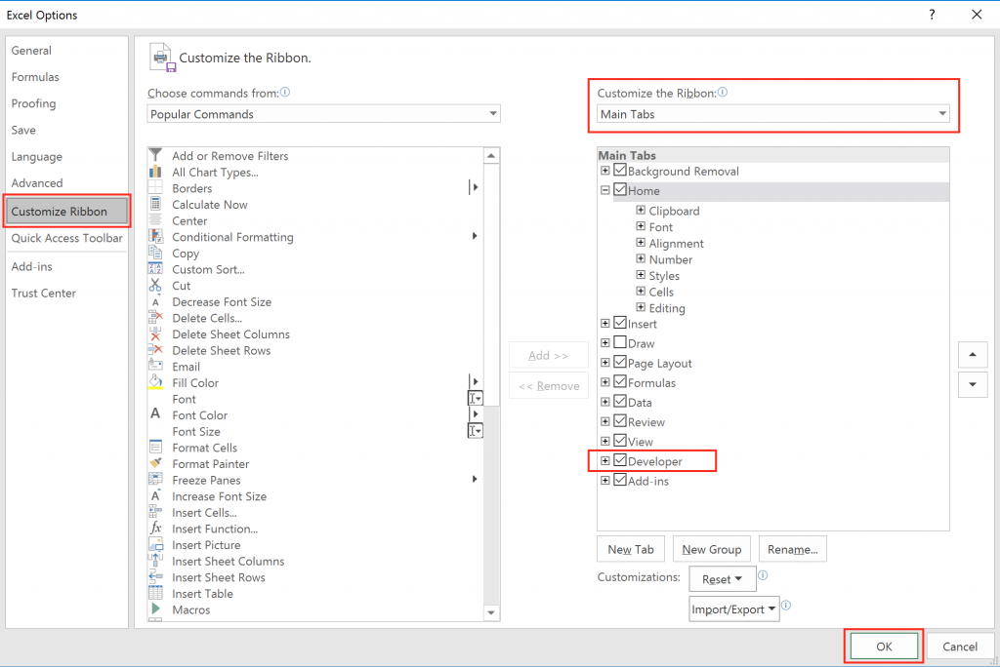 Excel Options
?
General
Formulas
Proofing
Save
Language
Advanced
Customize Ribbon
Quick Access Toolbar
Add-ins
Trust Center
Customize the Ribbon.
Choose commands from:
Popular Commands
Add or Remove Filters
All Chart Types...
Borders
Calculate Now
Center
Conditional Formatting
Copy
Custom Sort...
Cut
Decrease Font Size
Delete Cells...
Delete Sheet Columns
Delete Sheet Rows
Email
Fill Color
Font
Font Color
Font Size
Format Cells
Format Painter
Freeze Panes
Increase Font Size
Insert Cells...
Insert Function...
Insert Picture
Insert Sheet Columns
Insert Sheet Rows
Insert Table
Macros
Add >>
<< Remove
Customize the Ribbon:
Main Tabs
Main Tabs
Background Removal
Home
Clipboard
Font
Alignment
Number
Styles
Cells
Editing
Insert
Draw
Page Layout
Formulas
Data
Review
View
Developer
Add-ins
New Tab
New Group
Rename...
Customizations:
Reset
Import/Export
OK
Cancel